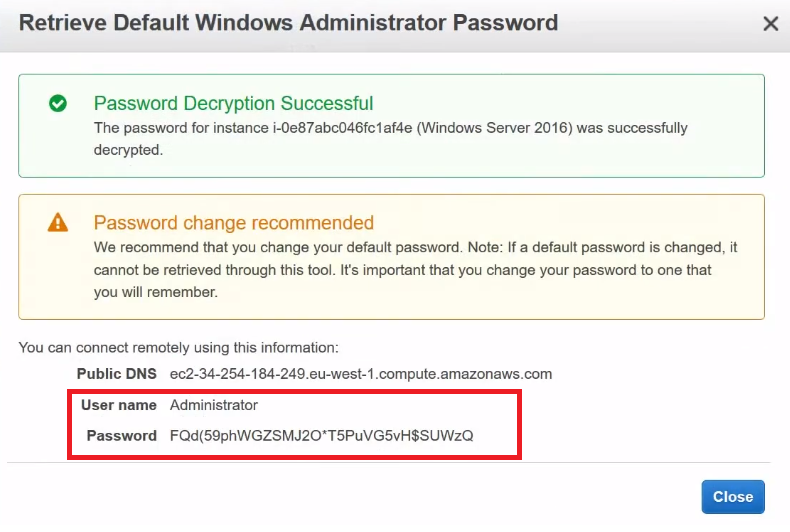 Retrieve Default Windows Administrator Password
Password Decryption Successful
The password for instance i-0e87abc046fc1af4e (Windows Server 2016) was successfully
decrypted.
Password change recommended
We recommend that you change your default password. Note: If a default password is changed, it
cannot be retrieved through this tool. It's important that you change your password to one that
you will remember.
You can connect remotely using this information:
Public DNS ec2-34-254-184-249.eu-west-1.compute.amazonaws.com
User name Administrator
Password FQd(59phWGZSMJ2O*T5PuVG5vH$SUWzQ
Close